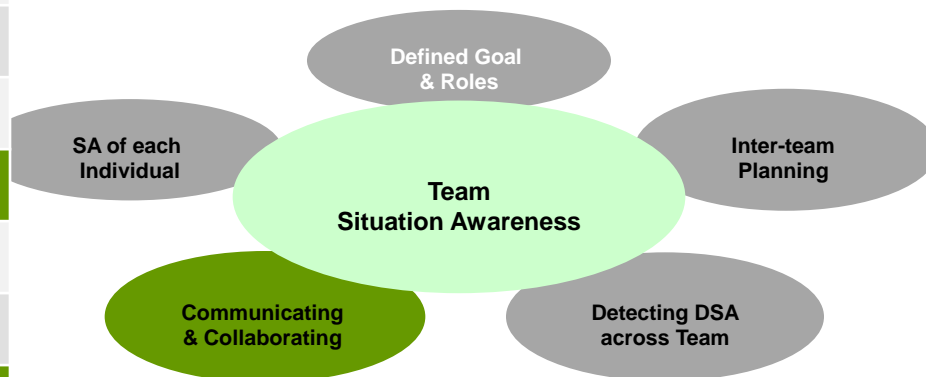 Defined Goal
& Roles
SA of each
Individual
Inter-team
Planning
Team
Situation Awareness
Communicating
& Collaborating
Detecting DSA
across Team